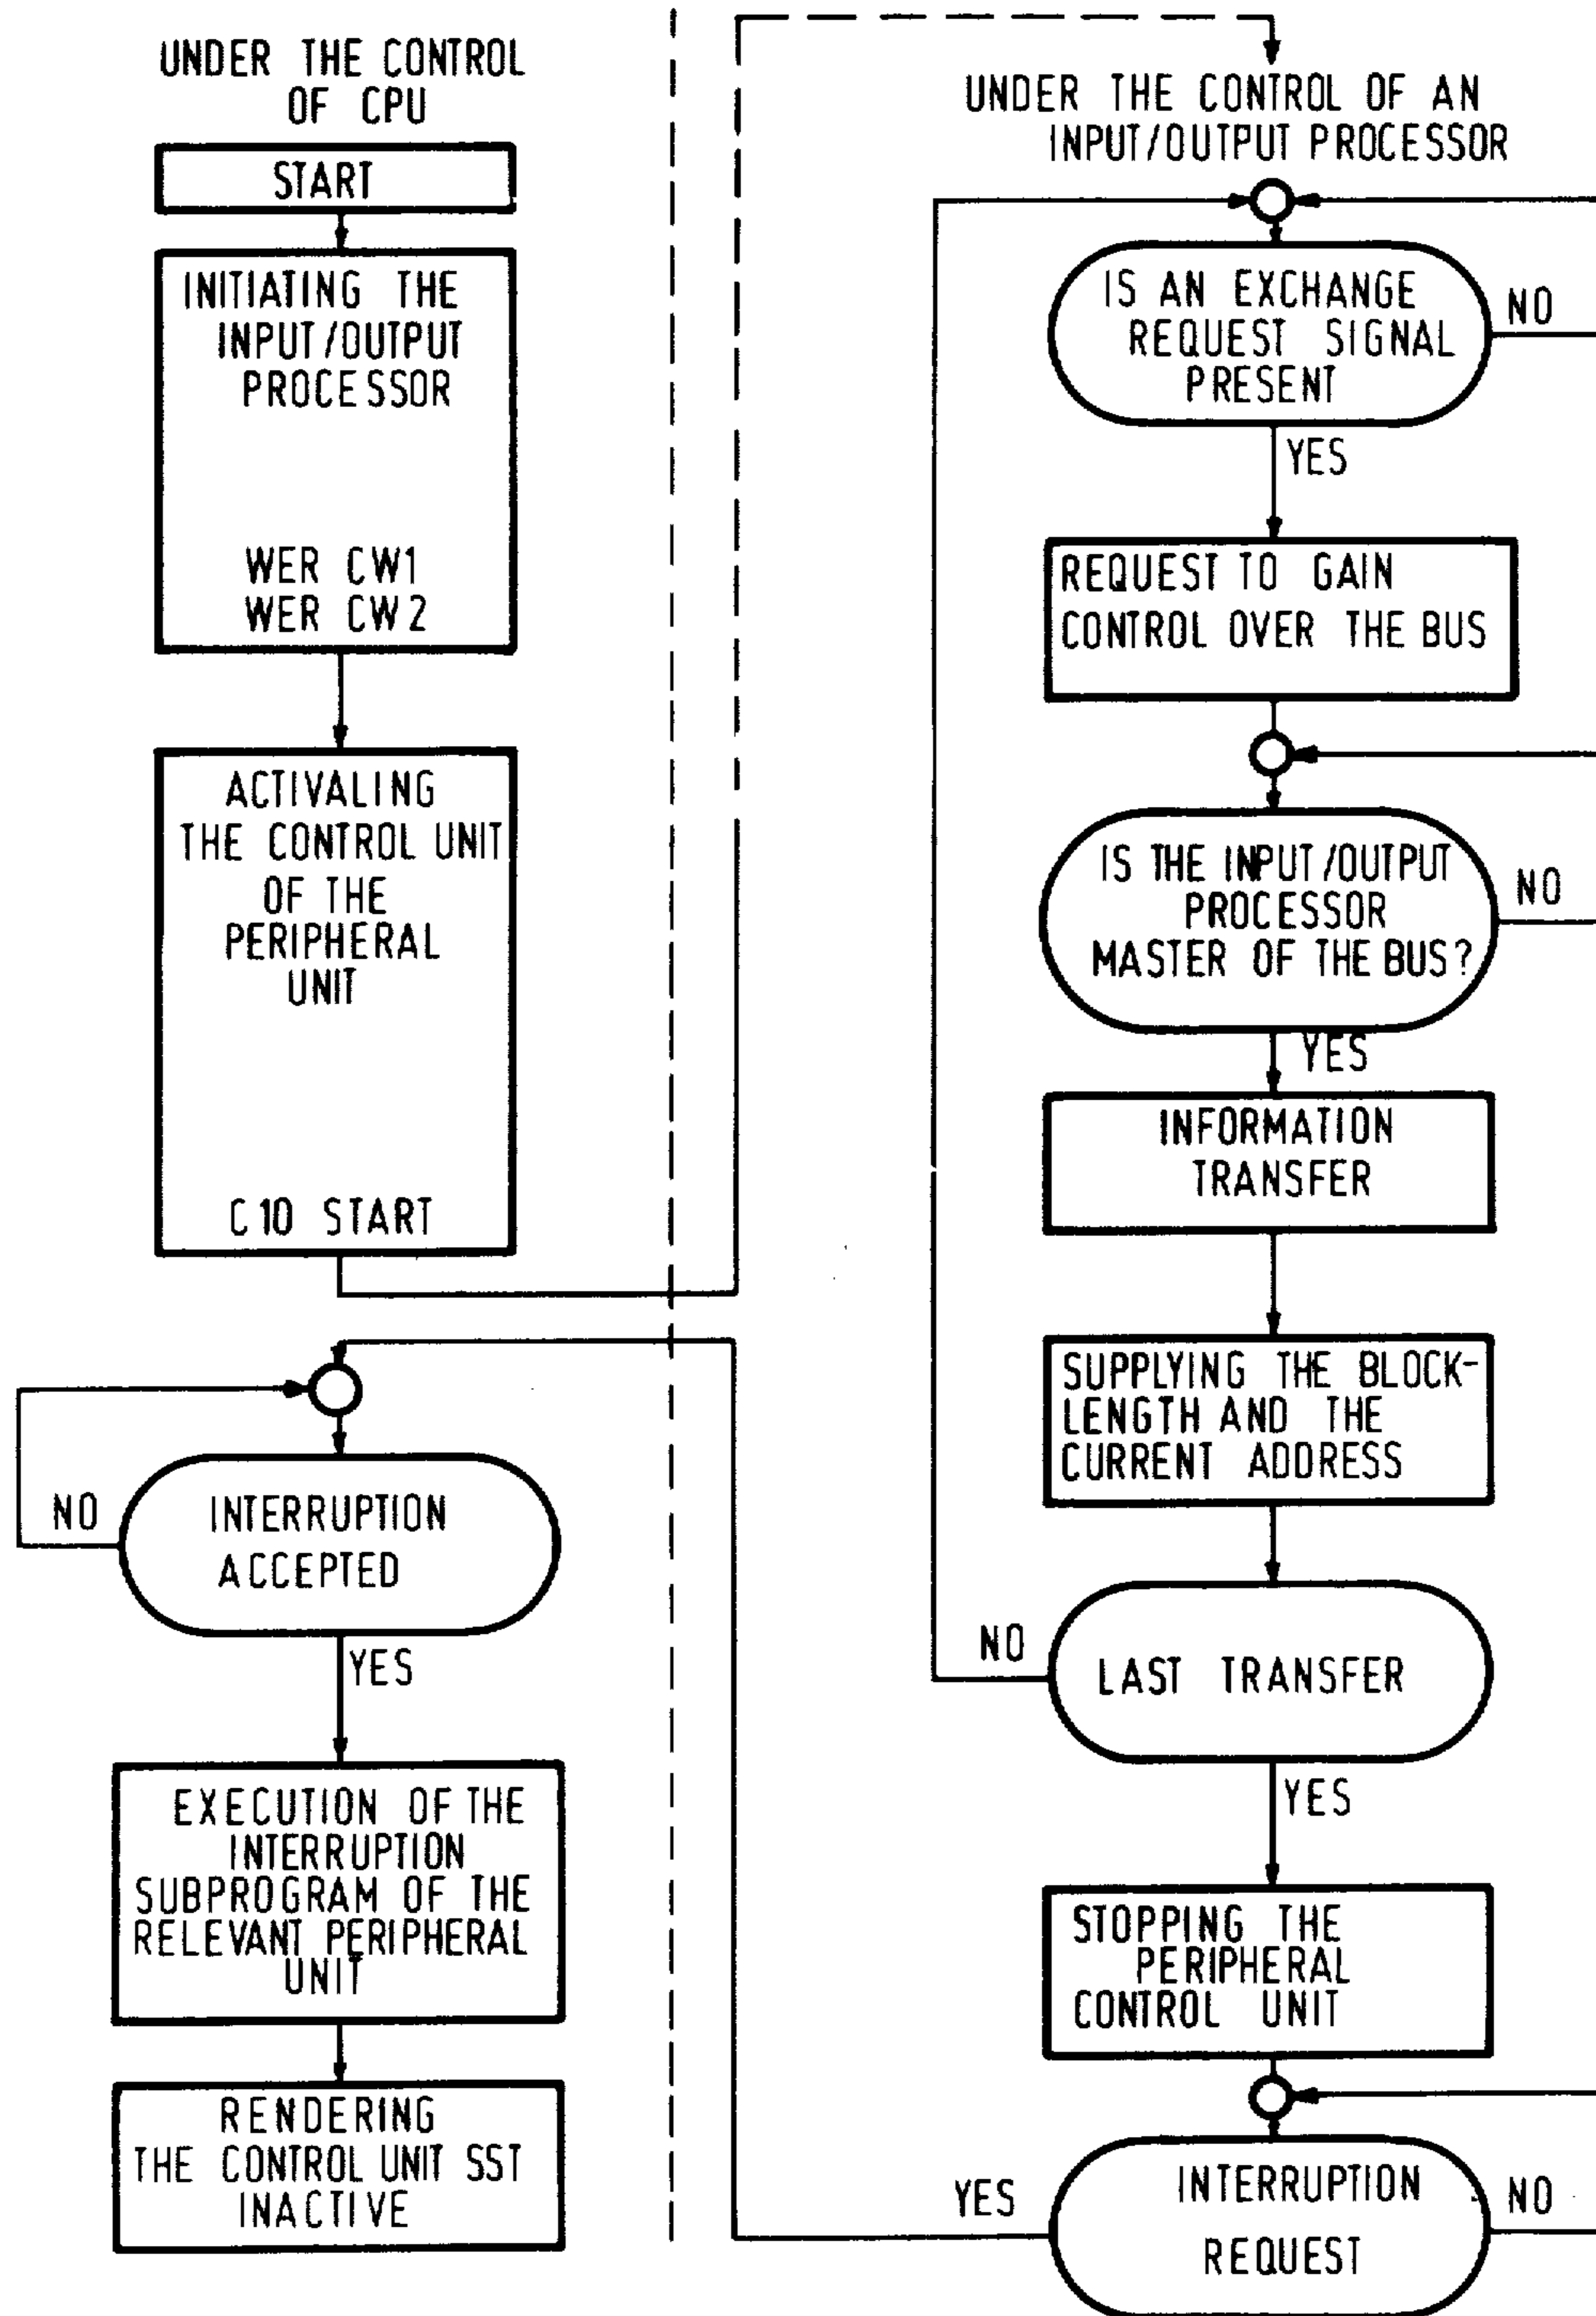 UNDER THE CONTROL
OF CPU
START
INITIATING THE
INPUT/OUTPUT
PROCESSOR
WER CW1
WER CW2
ACTIVALING
THE CONTROL UNIT
OF THE
PERIPHERAL
UNIT
C10 START
INTERRUPTION
ACCEPTED
NO
YES
EXECUTION OF THE
INTERRUPTION
SUBPROGRAM OF THE
RELEVANT PERIPHERAL
UNIT
RENDERING
THE CONTROL UNIT SST
INACTIVE
UNDER THE CONTROL OF AN
INPUT/OUTPUT PROCESSOR
IS AN EXCHANGE
REQUEST SIGNAL
PRESENT
NO
YES
REQUEST TO GAIN
CONTROL OVER THE BUS
IS THE INPUT/OUTPUT
PROCESSOR
MASTER OF THE BUS?
NO
YES
INFORMATION
TRANSFER
SUPPLYING THE BLOCK-
LENGTH AND THE
CURRENT ADDRESS
NO
LAST TRANSFER
YES
STOPPING THE
PERIPHERAL
CONTROL UNIT
YES
INTERRUPTION
REQUEST
NO